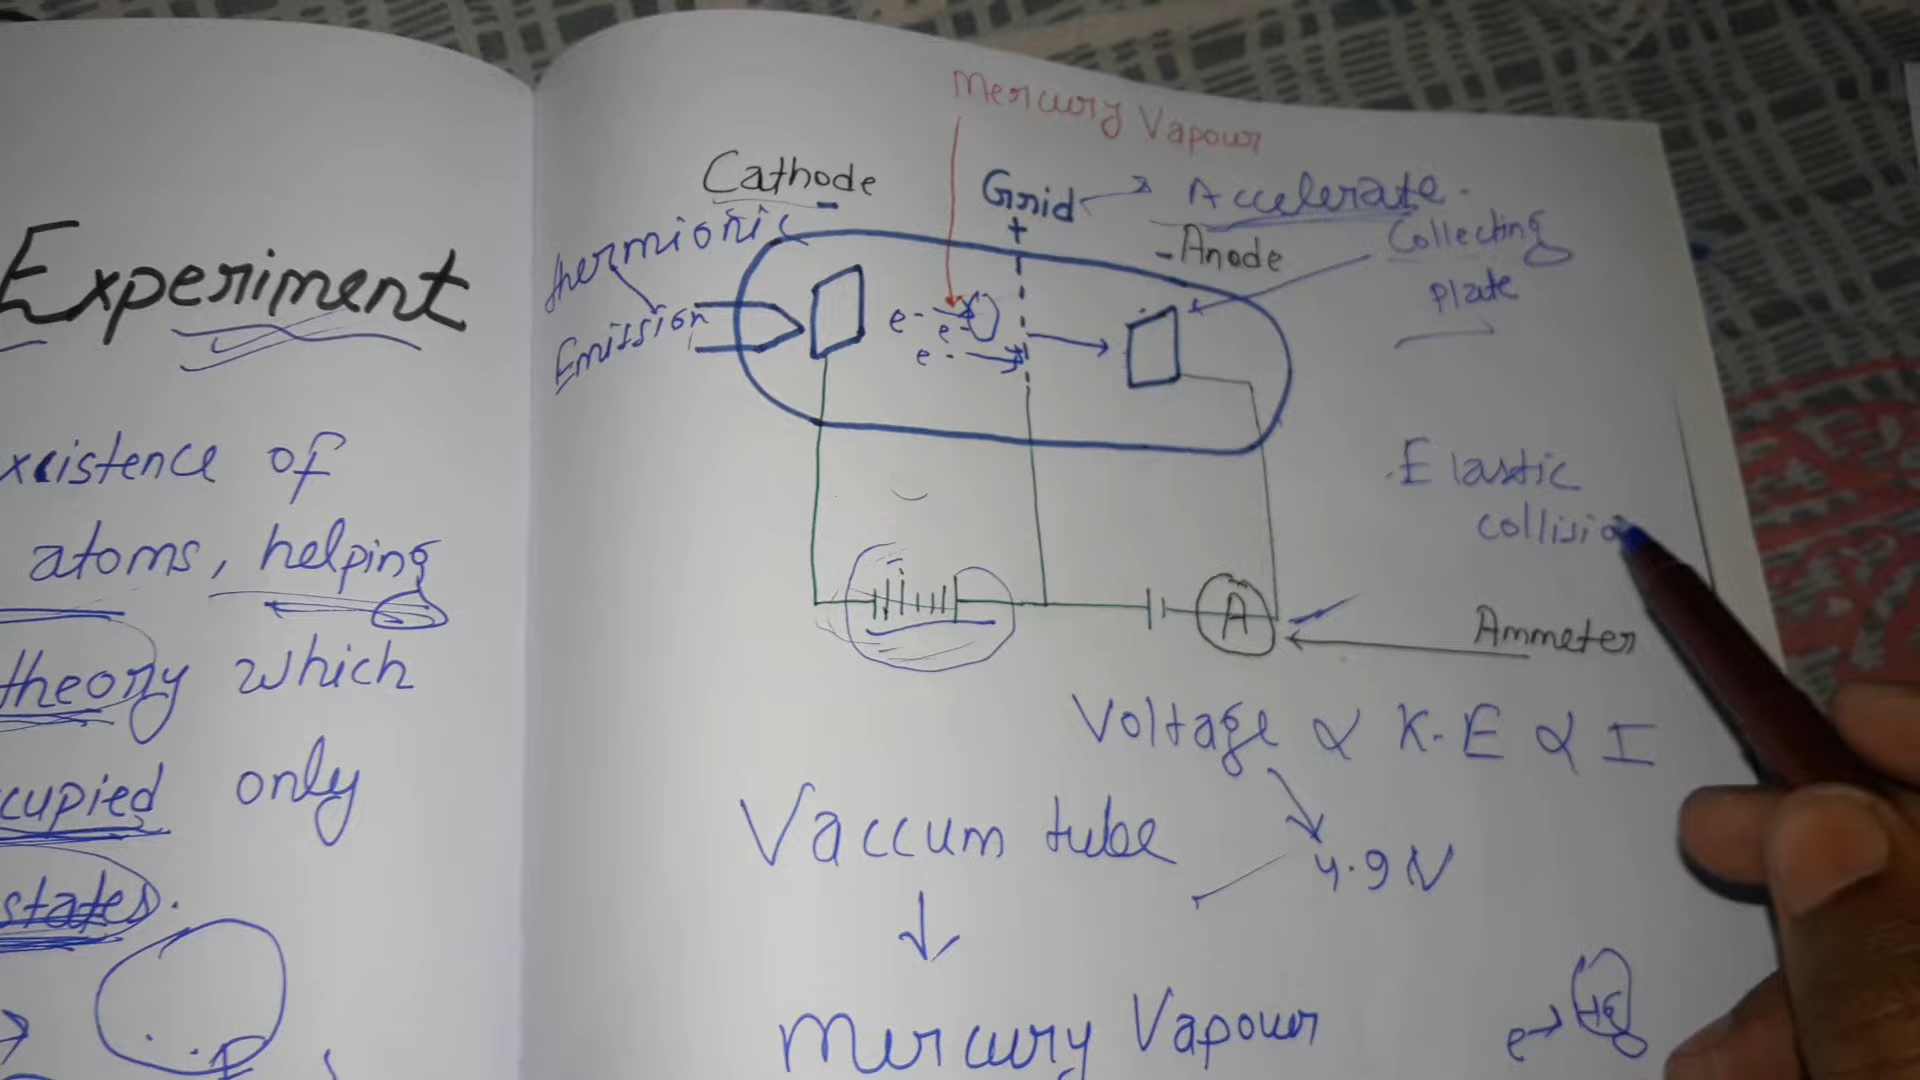 Experiment
xistence of
atoms, helping
theory which
cupied only
states.
Mercury Vapour
Cathode
Grid → Accelerate.
+
- Anode
Collecting
plate
thermionic
Emission
e-
e-
e-
Elastic
collision
A
Ammeter
Voltage ∝ K.E ∝ I
4.9 V
Vaccum tube
↓
Mercury Vapour
e→ Hg